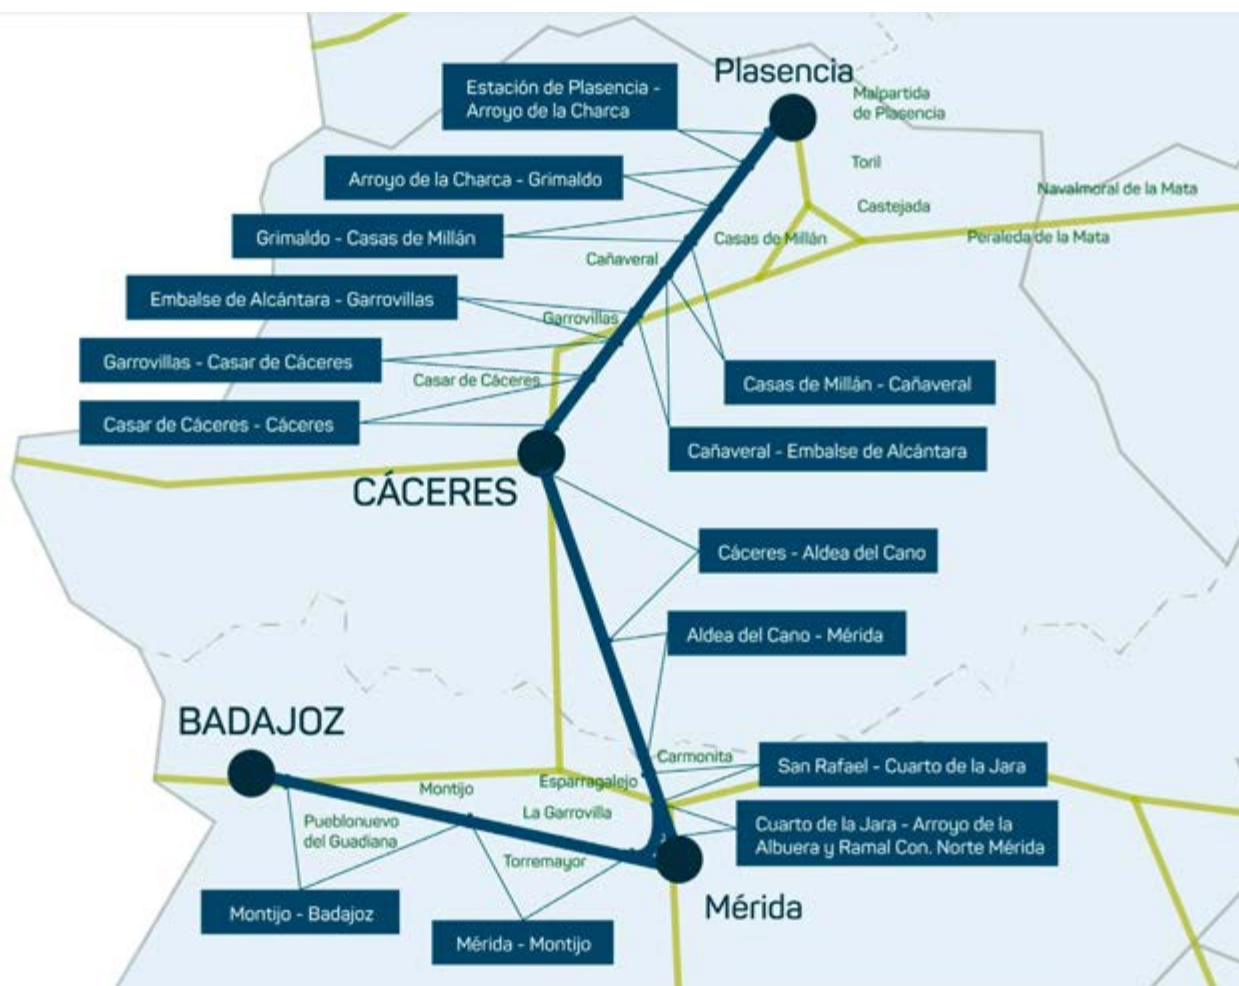 Plasencia
Estación de Plasencia -
Arroyo de la Charca
Malpartida
de Plasencia
Toril
Arroyo de la Charca - Grimaldo
Navalmoral de la Mata
Castejada
Grimaldo - Casas de Millán
Casas de Millán
Peraleda de la Mata
Cañaveral
Embalse de Alcántara - Garrovillas
Garrovillas
Garrovillas - Casar de Cáceres
Casar de Cáceres
Casas de Millán - Cañaveral
Casar de Cáceres - Cáceres
Cañaveral - Embalse de Alcántara
CÁCERES
Cáceres - Aldea del Cano
Aldea del Cano - Mérida
BADAJOZ
Carmonita
San Rafael - Cuarto de la Jara
Esparragalejo
Montijo
La Garrovilla
Pueblonuevo
del Guadiana
Cuarto de la Jara - Arroyo de la
Albuera y Ramal Con. Norte Mérida
Torremayor
Mérida
Montijo - Badajoz
Mérida - Montijo